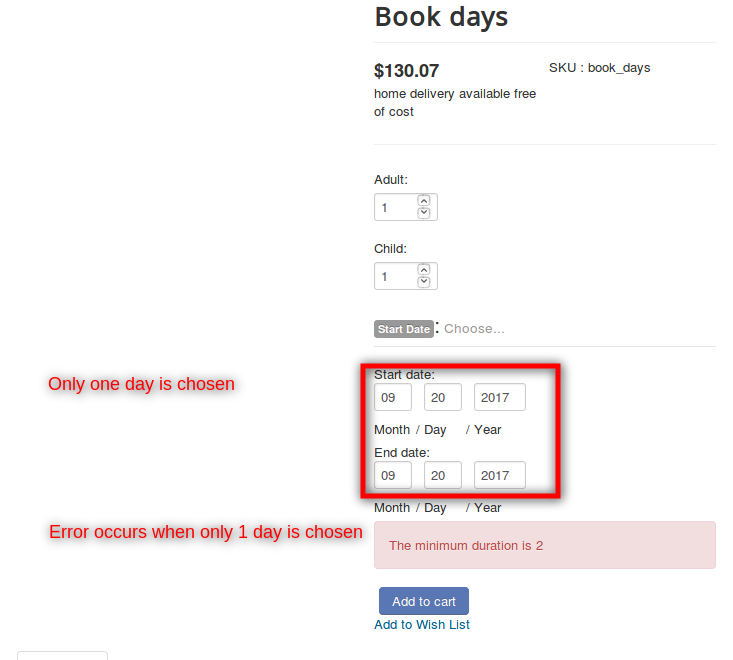 Book days
$130.07
SKU : book_days
home delivery available free
of cost
Adult:
1
Child:
1
Start Date : Choose...
Only one day is chosen
Start date:
09 20 2017
Month / Day / Year
End date:
09 20 2017
Month / Day / Year
Error occurs when only 1 day is chosen
The minimum duration is 2
Add to cart
Add to Wish List